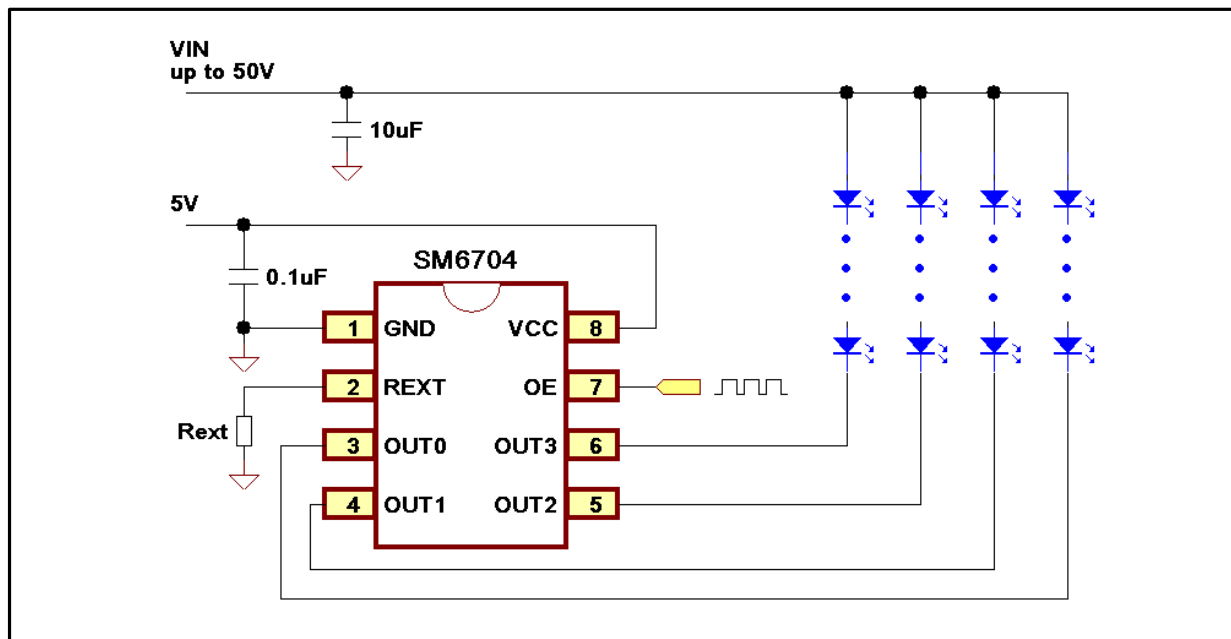 VIN
up to 50V
10uF
5V
0.1uF
SM6704
1 GND VCC 8
2 REXT OE 7
Rext
3 OUT0 OUT3 6
4 OUT1 OUT2 5